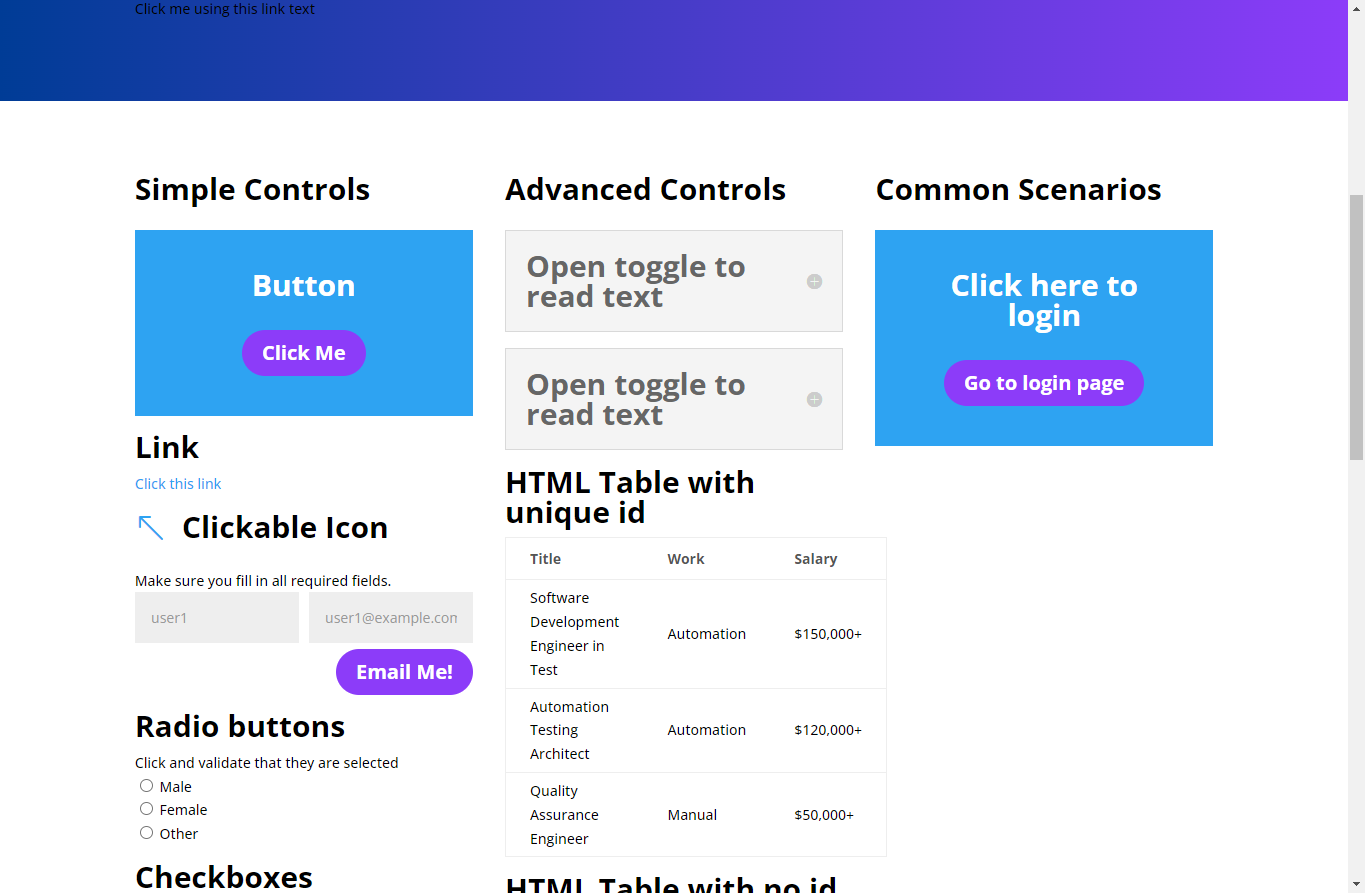 Click me using this link text
Simple Controls
Button
Click Me
Link
Click this link
Clickable Icon
Make sure you fill in all required fields.
user1
user1@example.com
Email Me!
Radio buttons
Click and validate that they are selected
Male
Female
Other
Checkboxes
Advanced Controls
Open toggle to
read text
Open toggle to
read text
HTML Table with
unique id
Title Work Salary
Software
Development
Engineer in
Test
Automation
$150,000+
Automation
Testing
Architect
Automation
$120,000+
Quality
Assurance
Engineer
Manual
$50,000+
HTML Table with no id
Common Scenarios
Click here to
login
Go to login page